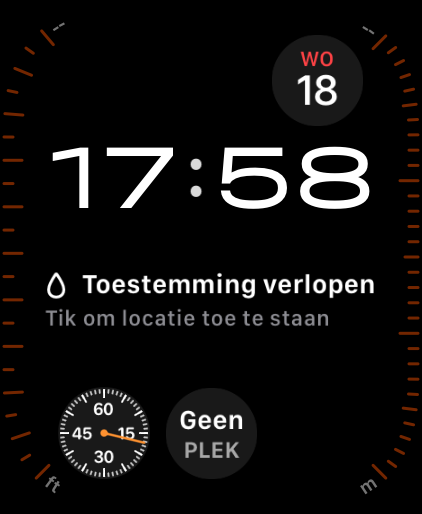 --
--
WO
18
17:58
Toestemming verlopen
Tik om locatie toe te staan
60
45
15
30
Geen
PLEK
ft
m